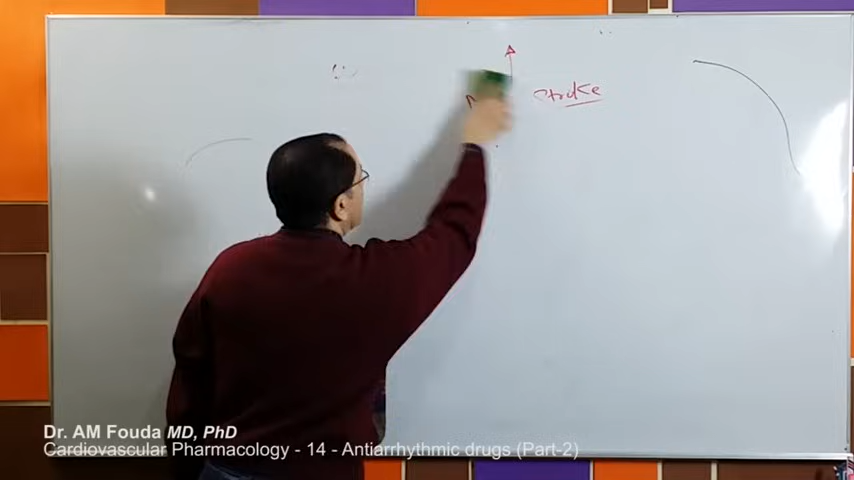 Stroke
Dr. AM Fouda MD, PhD
Cardiovascular Pharmacology - 14 - Antiarrhythmic drugs (Part-2)